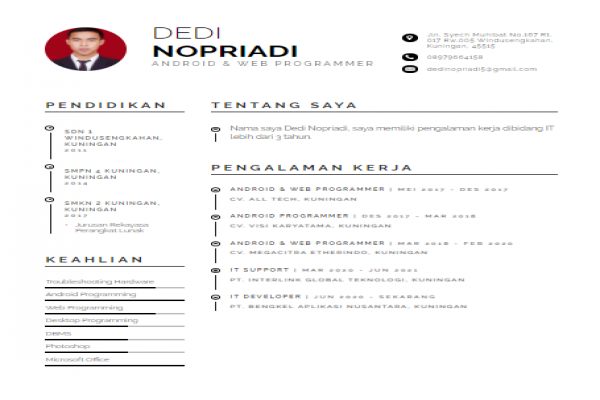 DEDI
NOPRIADI
ANDROID & WEB PROGRAMMER
Jln, Syech Muhibat No.167 Rt.
017 Rw.005 Windusengkahan,
Kuningan, 45515
08979664158
dedinopriadi5@gmail.com
PENDIDIKAN
SDN 1
WINDUSENGKAHAN,
KUNINGAN
2011
SMPN 4 KUNINGAN,
KUNINGAN
2014
SMKN 2 KUNINGAN,
KUNINGAN
2017
• Jurusan Rekayasa
Perangkat Lunak
KEAHLIAN
Troubleshooting Hardware
Android Programming
Web Programming
Desktop Programming
DBMS
Photoshop
Microsoft Office
TENTANG SAYA
Nama saya Dedi Nopriadi, saya memiliki pengalaman kerja dibidang IT
lebih dari 3 tahun.
PENGALAMAN KERJA
ANDROID & WEB PROGRAMMER | MEI 2017 - DES 2017
CV. ALL TECH, KUNINGAN
ANDROID PROGRAMMER | DES 2017 - MAR 2018
CV. VISI KARYATAMA, KUNINGAN
ANDROID & WEB PROGRAMMER | MAR 2018 - FEB 2020
CV. MEGACITRA ETHERINDO, KUNINGAN
IT SUPPORT | MAR 2020 - JUN 2021
PT. INTERLINK GLOBAL TEKNOLOGI, KUNINGAN
IT DEVELOPER | JUN 2020 - SEKARANG
PT. BENGKEL APLIKASI NUSANTARA, KUNINGAN